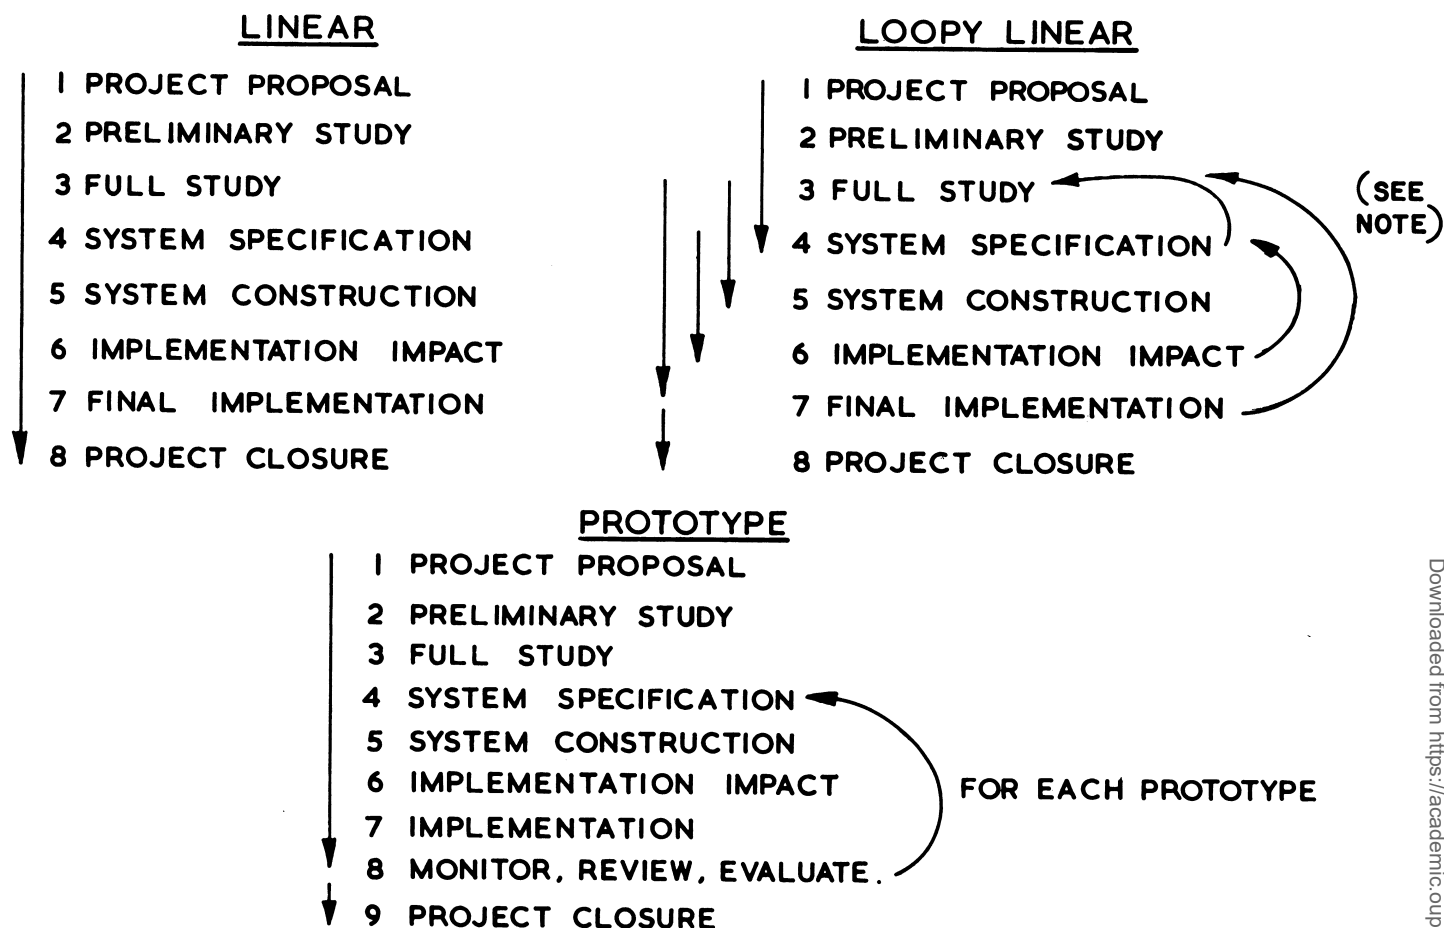 LINEAR
1 PROJECT PROPOSAL
2 PRELIMINARY STUDY
3 FULL STUDY
4 SYSTEM SPECIFICATION
5 SYSTEM CONSTRUCTION
6 IMPLEMENTATION IMPACT
7 FINAL IMPLEMENTATION
8 PROJECT CLOSURE
LOOPY LINEAR
1 PROJECT PROPOSAL
2 PRELIMINARY STUDY
3 FULL STUDY
4 SYSTEM SPECIFICATION
5 SYSTEM CONSTRUCTION
6 IMPLEMENTATION IMPACT
7 FINAL IMPLEMENTATION
8 PROJECT CLOSURE
(SEE
NOTE)
PROTOTYPE
1 PROJECT PROPOSAL
2 PRELIMINARY STUDY
3 FULL STUDY
4 SYSTEM SPECIFICATION
5 SYSTEM CONSTRUCTION
6 IMPLEMENTATION IMPACT
7 IMPLEMENTATION
8 MONITOR, REVIEW, EVALUATE.
9 PROJECT CLOSURE
FOR EACH PROTOTYPE
Downloaded from https://academic.oup